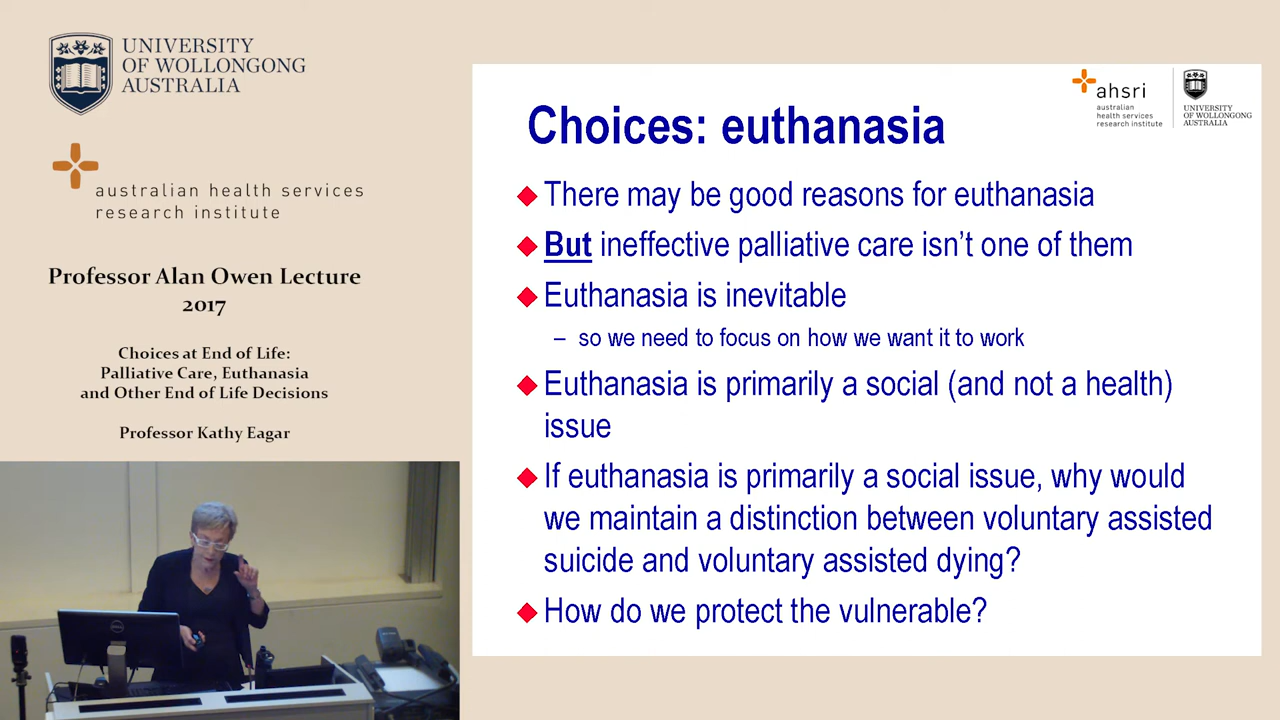 UNIVERSITY
OF WOLLONGONG
AUSTRALIA
australian health services
research institute
Professor Alan Owen Lecture
2017
Choices at End of Life:
Palliative Care, Euthanasia
and Other End of Life Decisions
Professor Kathy Eagar
ahsri
australian
health services
research institute
UNIVERSITY
OF WOLLONGONG
AUSTRALIA
Choices: euthanasia
There may be good reasons for euthanasia
But ineffective palliative care isn't one of them
Euthanasia is inevitable
– so we need to focus on how we want it to work
Euthanasia is primarily a social (and not a health)
issue
If euthanasia is primarily a social issue, why would
we maintain a distinction between voluntary assisted
suicide and voluntary assisted dying?
How do we protect the vulnerable?
DELL